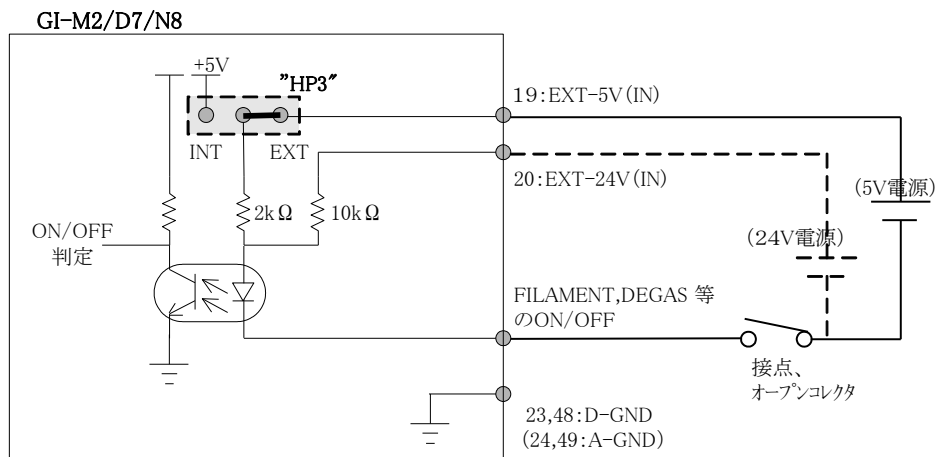 GI-M2/D7/N8
+5V
"HP3"
INT
EXT
19:EXT-5V(IN)
20:EXT-24V(IN)
(5V電源)
2kΩ
10kΩ
ON/OFF
判定
(24V電源)
FILAMENT,DEGAS 等
のON/OFF
接点、
オープンコレクタ
23,48:D-GND
(24,49:A-GND)